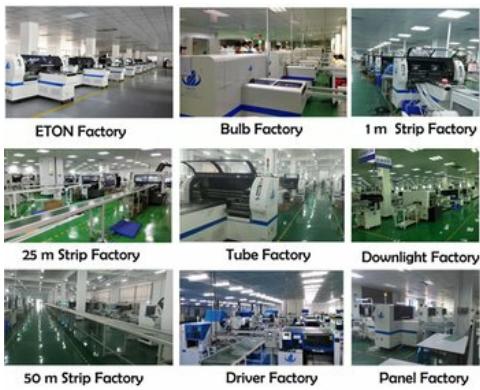 ETON Factory
Bulb Factory
1 m Strip Factory
25 m Strip Factory
Tube Factory
Downlight Factory
50 m Strip Factory
Driver Factory
Panel Factory